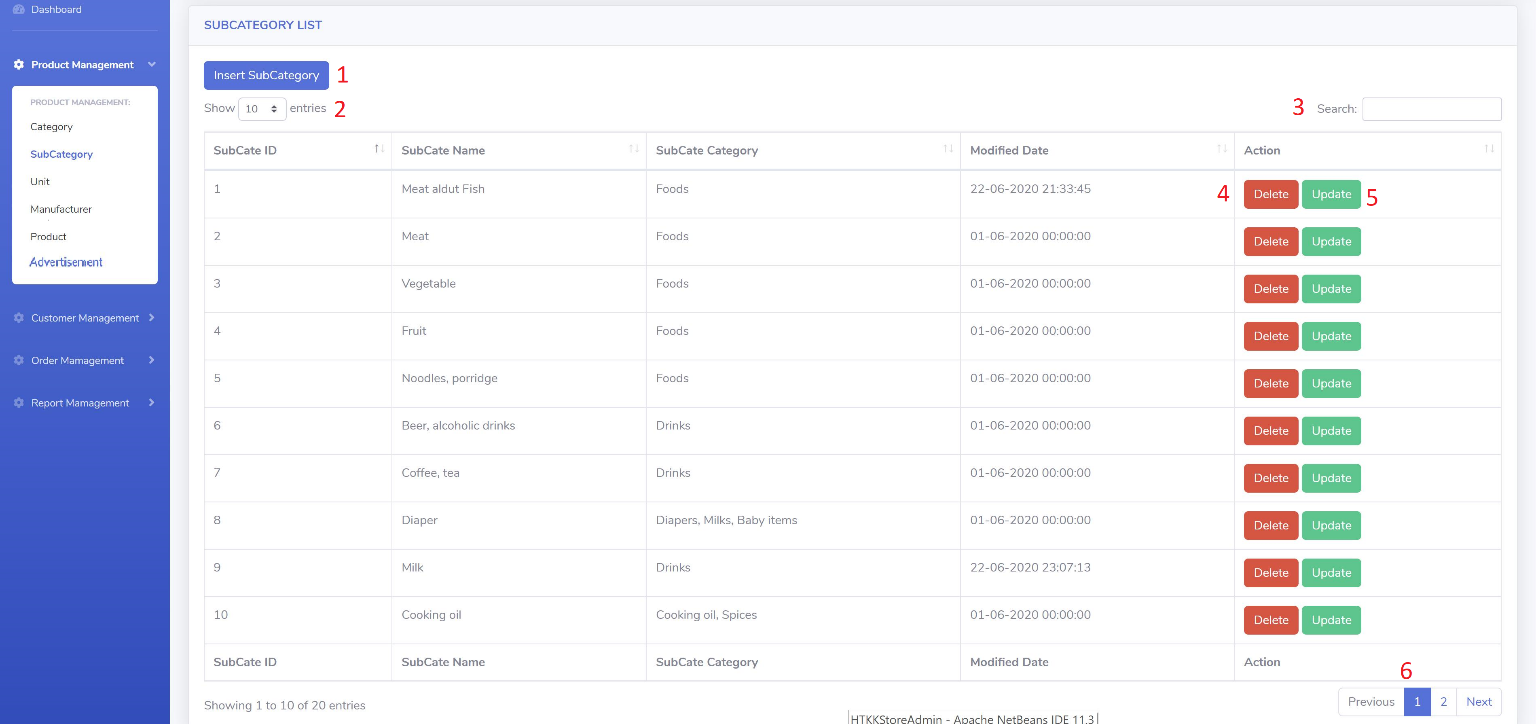 Dashboard
Product Management
PRODUCT MANAGEMENT:
Category
SubCategory
Unit
Manufacturer
Product
Advertisement
Customer Management
Order Mamagement
Report Mamagement
SUBCATEGORY LIST
Insert SubCategory 1
Show 10 entries 2
3 Search:
SubCate ID SubCate Name SubCate Category Modified Date Action
1 Meat aldut Fish Foods 22-06-2020 21:33:45 4 Delete Update 5
2 Meat Foods 01-06-2020 00:00:00 Delete Update
3 Vegetable Foods 01-06-2020 00:00:00 Delete Update
4 Fruit Foods 01-06-2020 00:00:00 Delete Update
5 Noodles, porridge Foods 01-06-2020 00:00:00 Delete Update
6 Beer, alcoholic drinks Drinks 01-06-2020 00:00:00 Delete Update
7 Coffee, tea Drinks 01-06-2020 00:00:00 Delete Update
8 Diaper Diapers, Milks, Baby items 01-06-2020 00:00:00 Delete Update
9 Milk Drinks 22-06-2020 23:07:13 Delete Update
10 Cooking oil Cooking oil, Spices 01-06-2020 00:00:00 Delete Update
SubCate ID SubCate Name SubCate Category Modified Date Action
6
Showing 1 to 10 of 20 entries Previous 1 2 Next
HTKKStoreAdmin - Apache NetBeans IDE 11.3